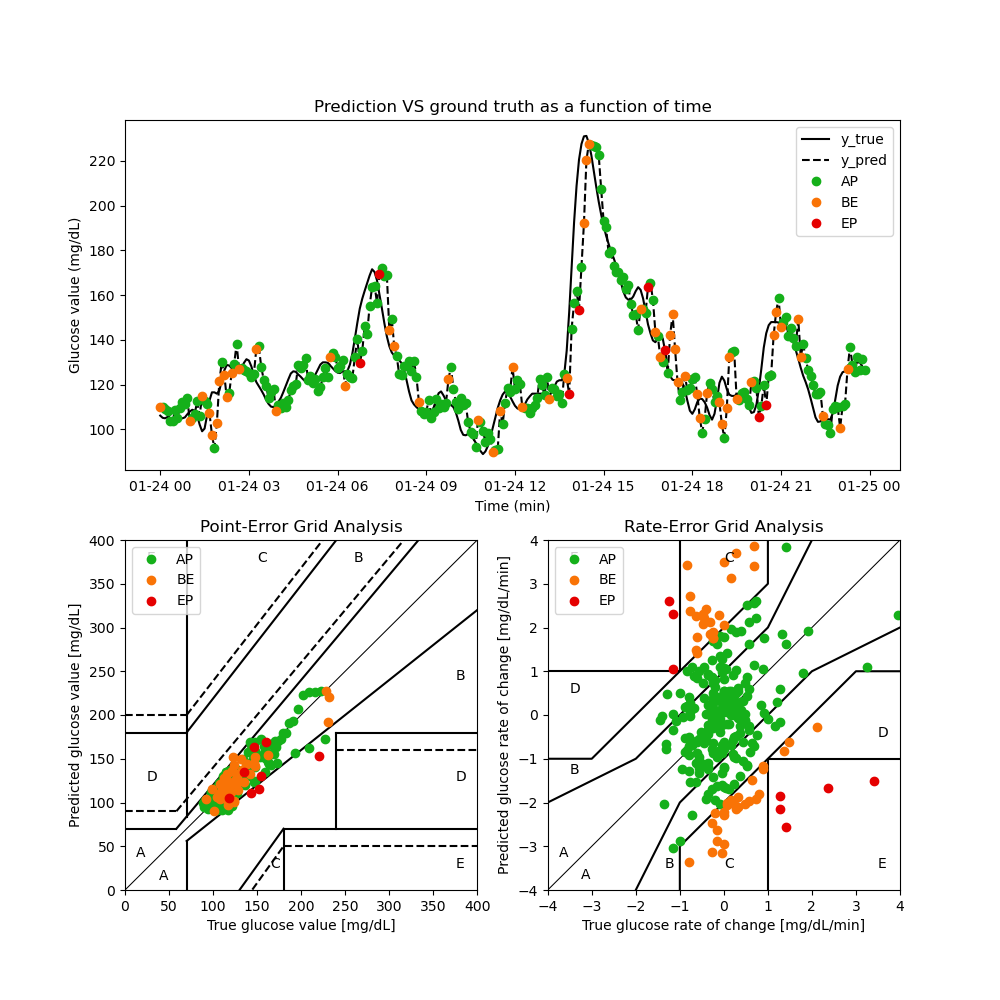 Prediction VS ground truth as a function of time
Glucose value (mg/dL)
220
200
180
160
140
120
100
y_true
y_pred
AP
BE
EP
01-24 00 01-24 03 01-24 06 01-24 09 01-24 12 01-24 15 01-24 18 01-24 21 01-25 00
Time (min)
Point-Error Grid Analysis
Predicted glucose value [mg/dL]
400
350
300
250
200
150
100
50
0
AP
BE
EP
C
B
B
D
D
A
A
C
E
0 50 100 150 200 250 300 350 400
True glucose value [mg/dL]
Rate-Error Grid Analysis
Predicted glucose rate of change [mg/dL/min]
4
3
2
1
0
−1
−2
−3
−4
AP
BE
EP
C
D
D
B
A
A
B
C
E
−4 −3 −2 −1 0 1 2 3 4
True glucose rate of change [mg/dL/min]